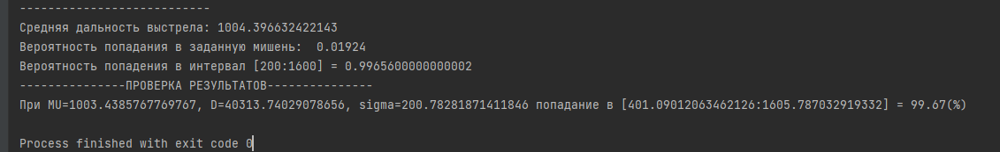 ---------------------------
Средняя дальность выстрела: 1004.396632422143
Вероятность попадания в заданную мишень:  0.01924
Вероятность попадения в интервал [200:1600] = 0.9965600000000002
---------------ПРОВЕРКА РЕЗУЛЬТАТОВ---------------
При MU=1003.4385767769767, D=40313.74029078656, sigma=200.78281871411846 попадание в [401.09012063462126:1605.787032919332] = 99.67(%)
Process finished with exit code 0